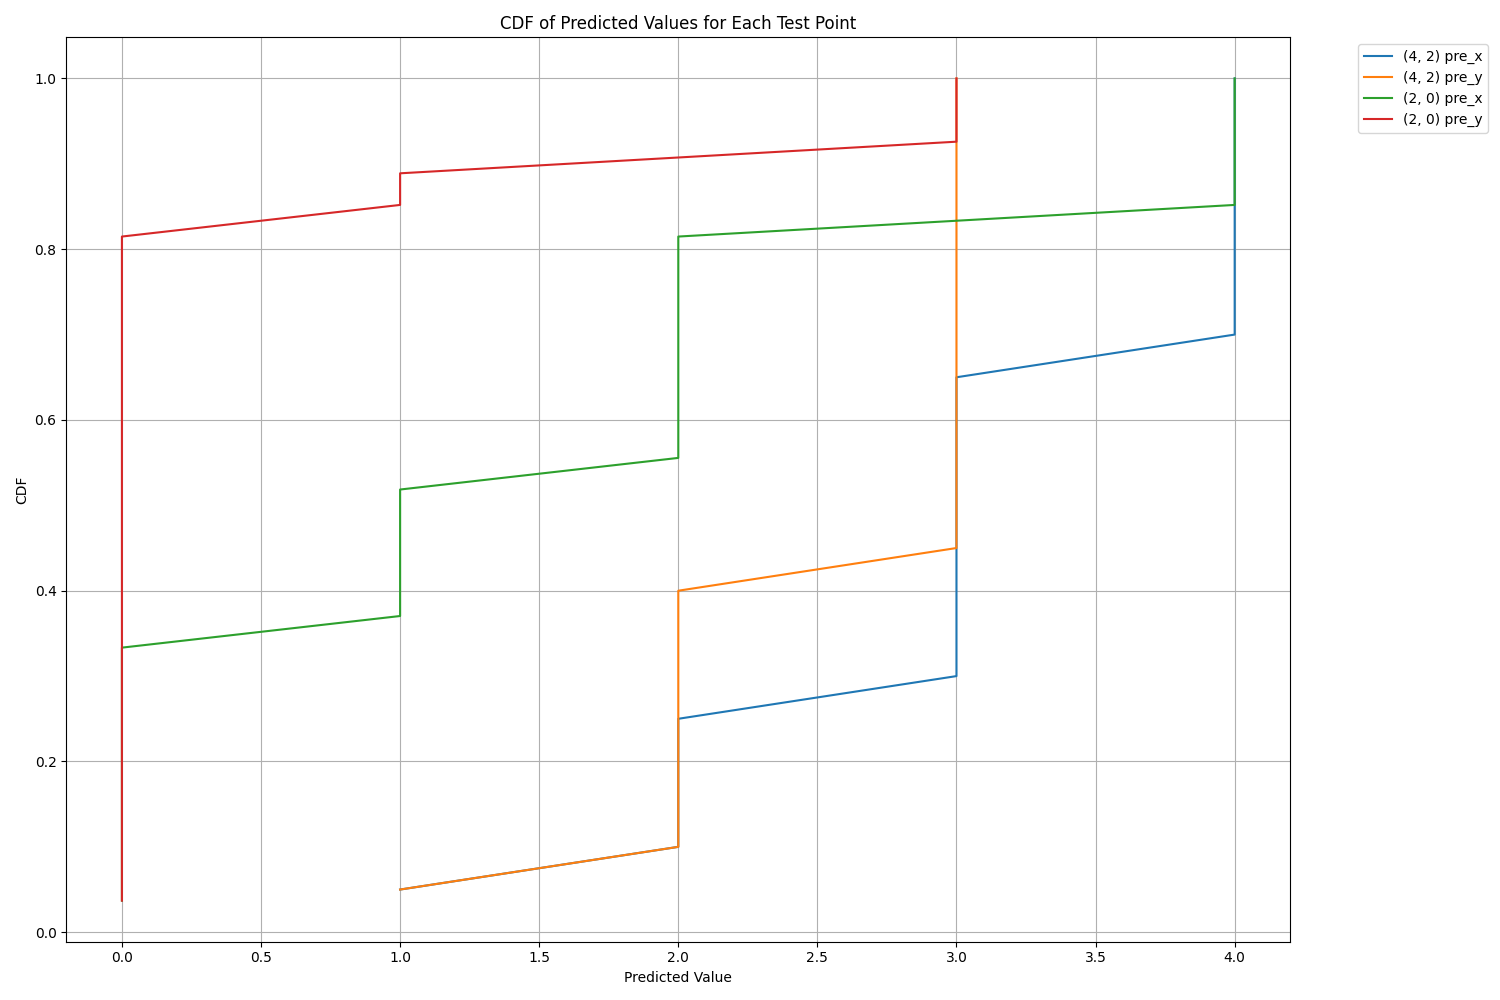 CDF of Predicted Values for Each Test Point
(4, 2) pre_x
(4, 2) pre_y
(2, 0) pre_x
(2, 0) pre_y
1.0
0.8
0.6
0.4
0.2
0.0
CDF
0.0 0.5 1.0 1.5 2.0 2.5 3.0 3.5 4.0
Predicted Value